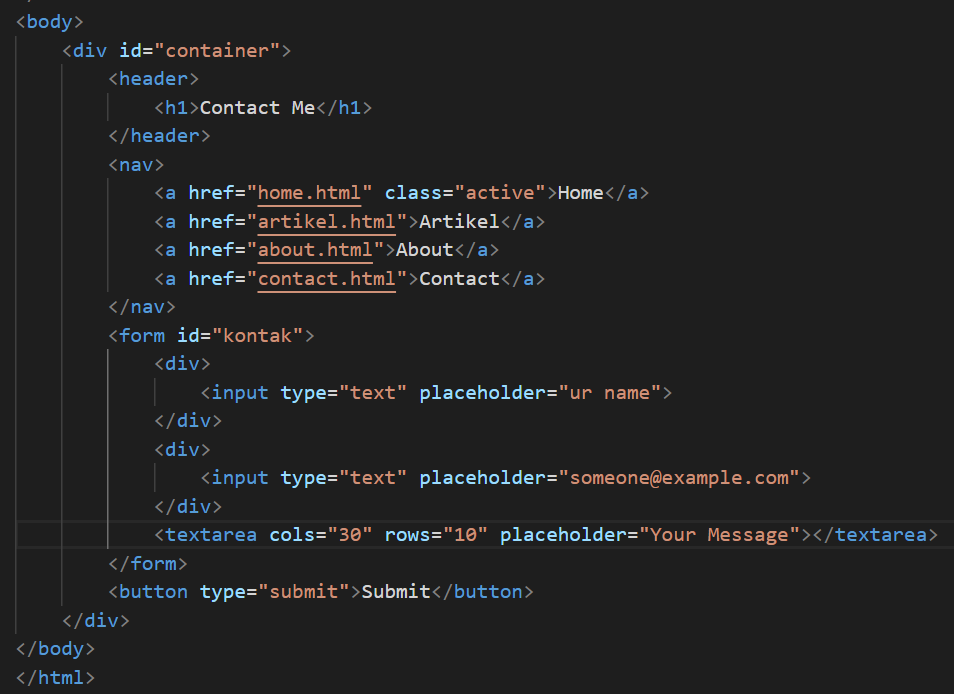 <body>
<div id="container">
<header>
<h1>Contact Me</h1>
</header>
<nav>
<a href="home.html" class="active">Home</a>
<a href="artikel.html">Artikel</a>
<a href="about.html">About</a>
<a href="contact.html">Contact</a>
</nav>
<form id="kontak">
<div>
<input type="text" placeholder="ur name">
</div>
<div>
<input type="text" placeholder="someone@example.com">
</div>
<textarea cols="30" rows="10" placeholder="Your Message"></textarea>
</form>
<button type="submit">Submit</button>
</div>
</body>
</html>